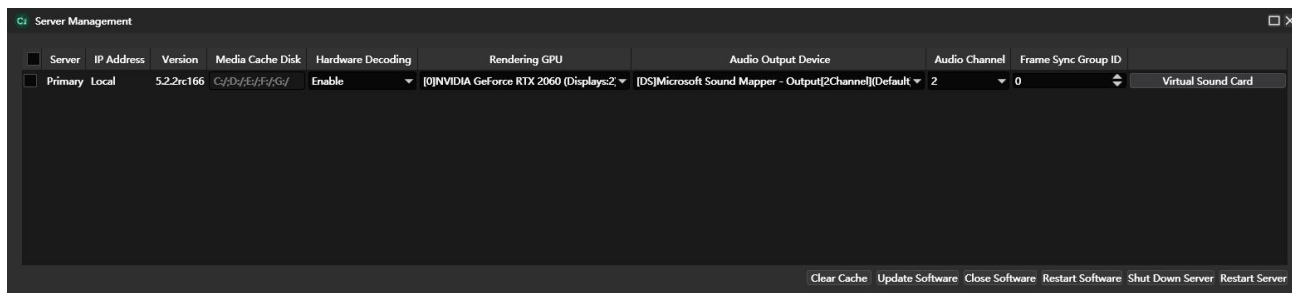 C2 Server Management
Server IP Address Version Media Cache Disk Hardware Decoding Rendering GPU Audio Output Device Audio Channel Frame Sync Group ID
Primary Local 5.2.2rc166 C:/;D:/;E:/;F:/;G:/ Enable [0]NVIDIA GeForce RTX 2060 (Displays:2) [DS]Microsoft Sound Mapper - Output[2Channel](Default 2 0 Virtual Sound Card
Clear Cache Update Software Close Software Restart Software Shut Down Server Restart Server